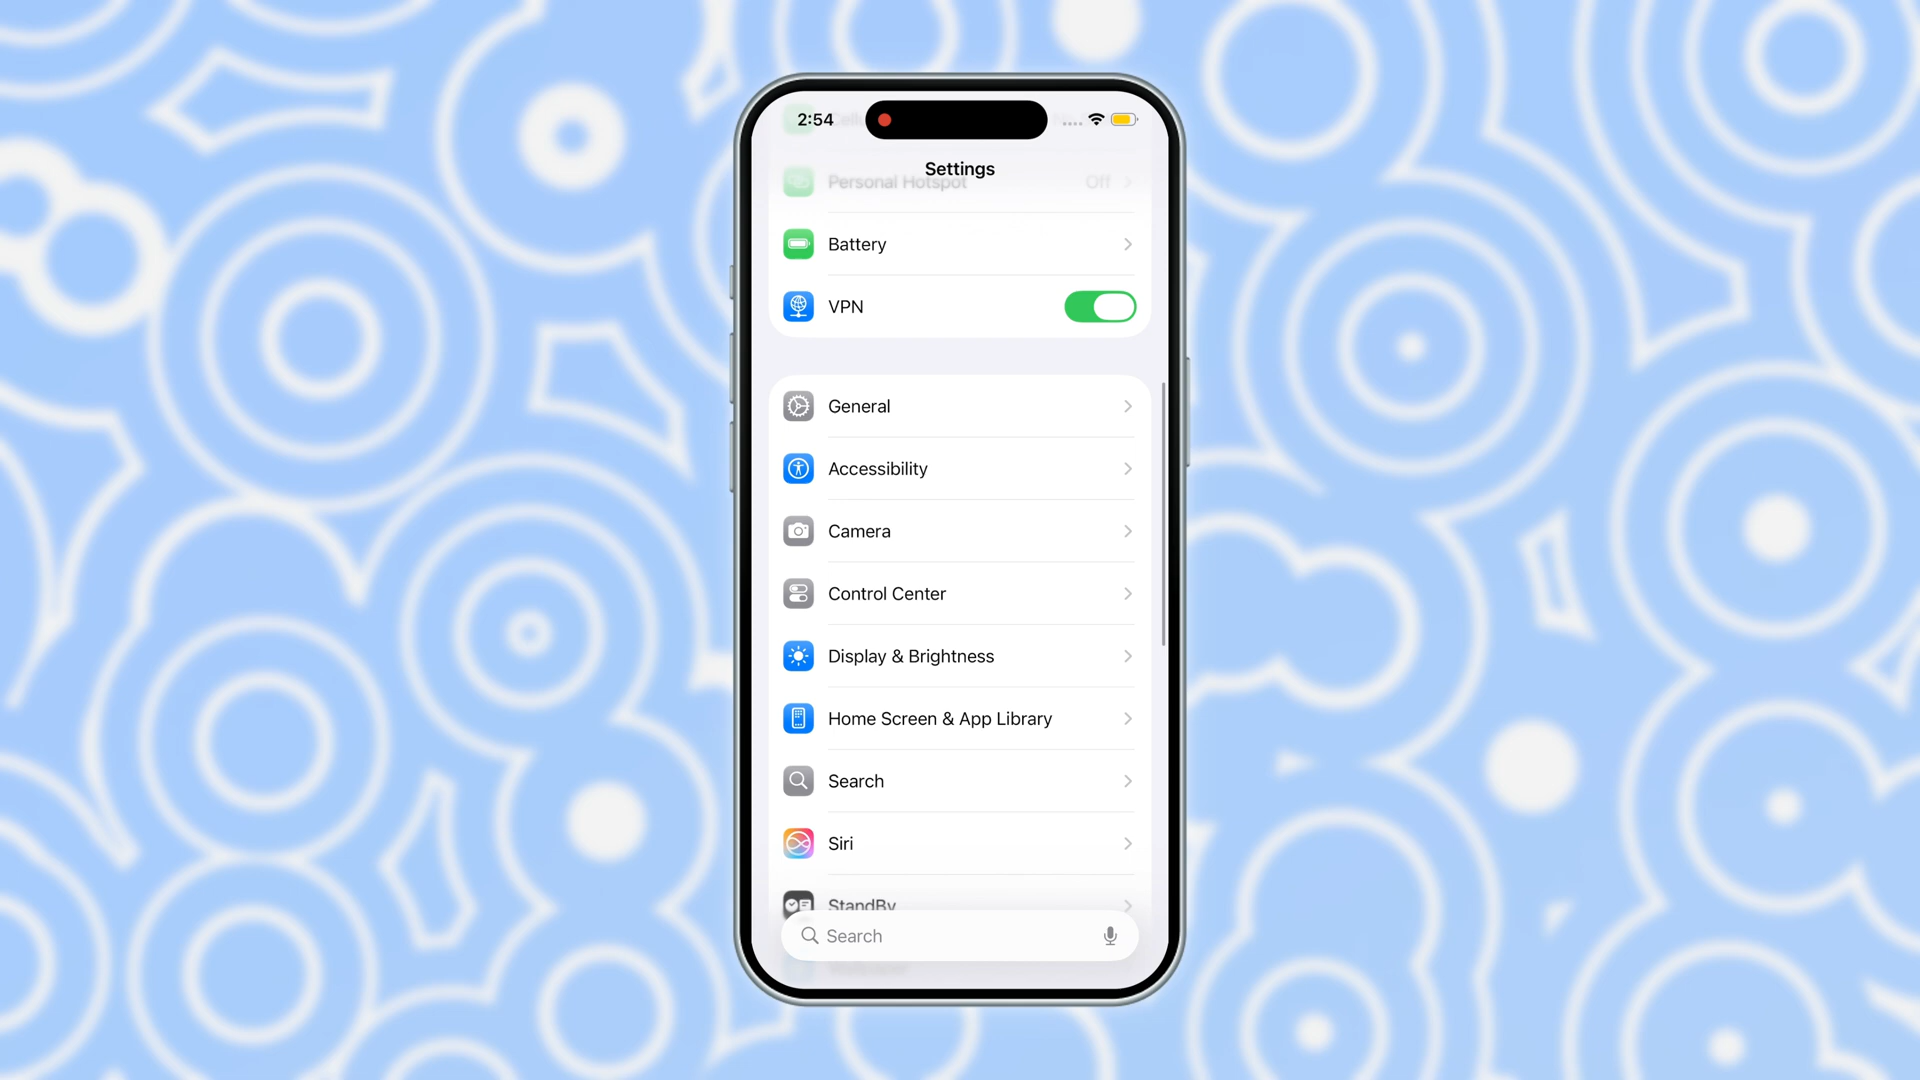 2:54
Settings
Personal Hotspot Off
Battery
VPN
General
Accessibility
Camera
Control Center
Display & Brightness
Home Screen & App Library
Search
Siri
StandBy
Search